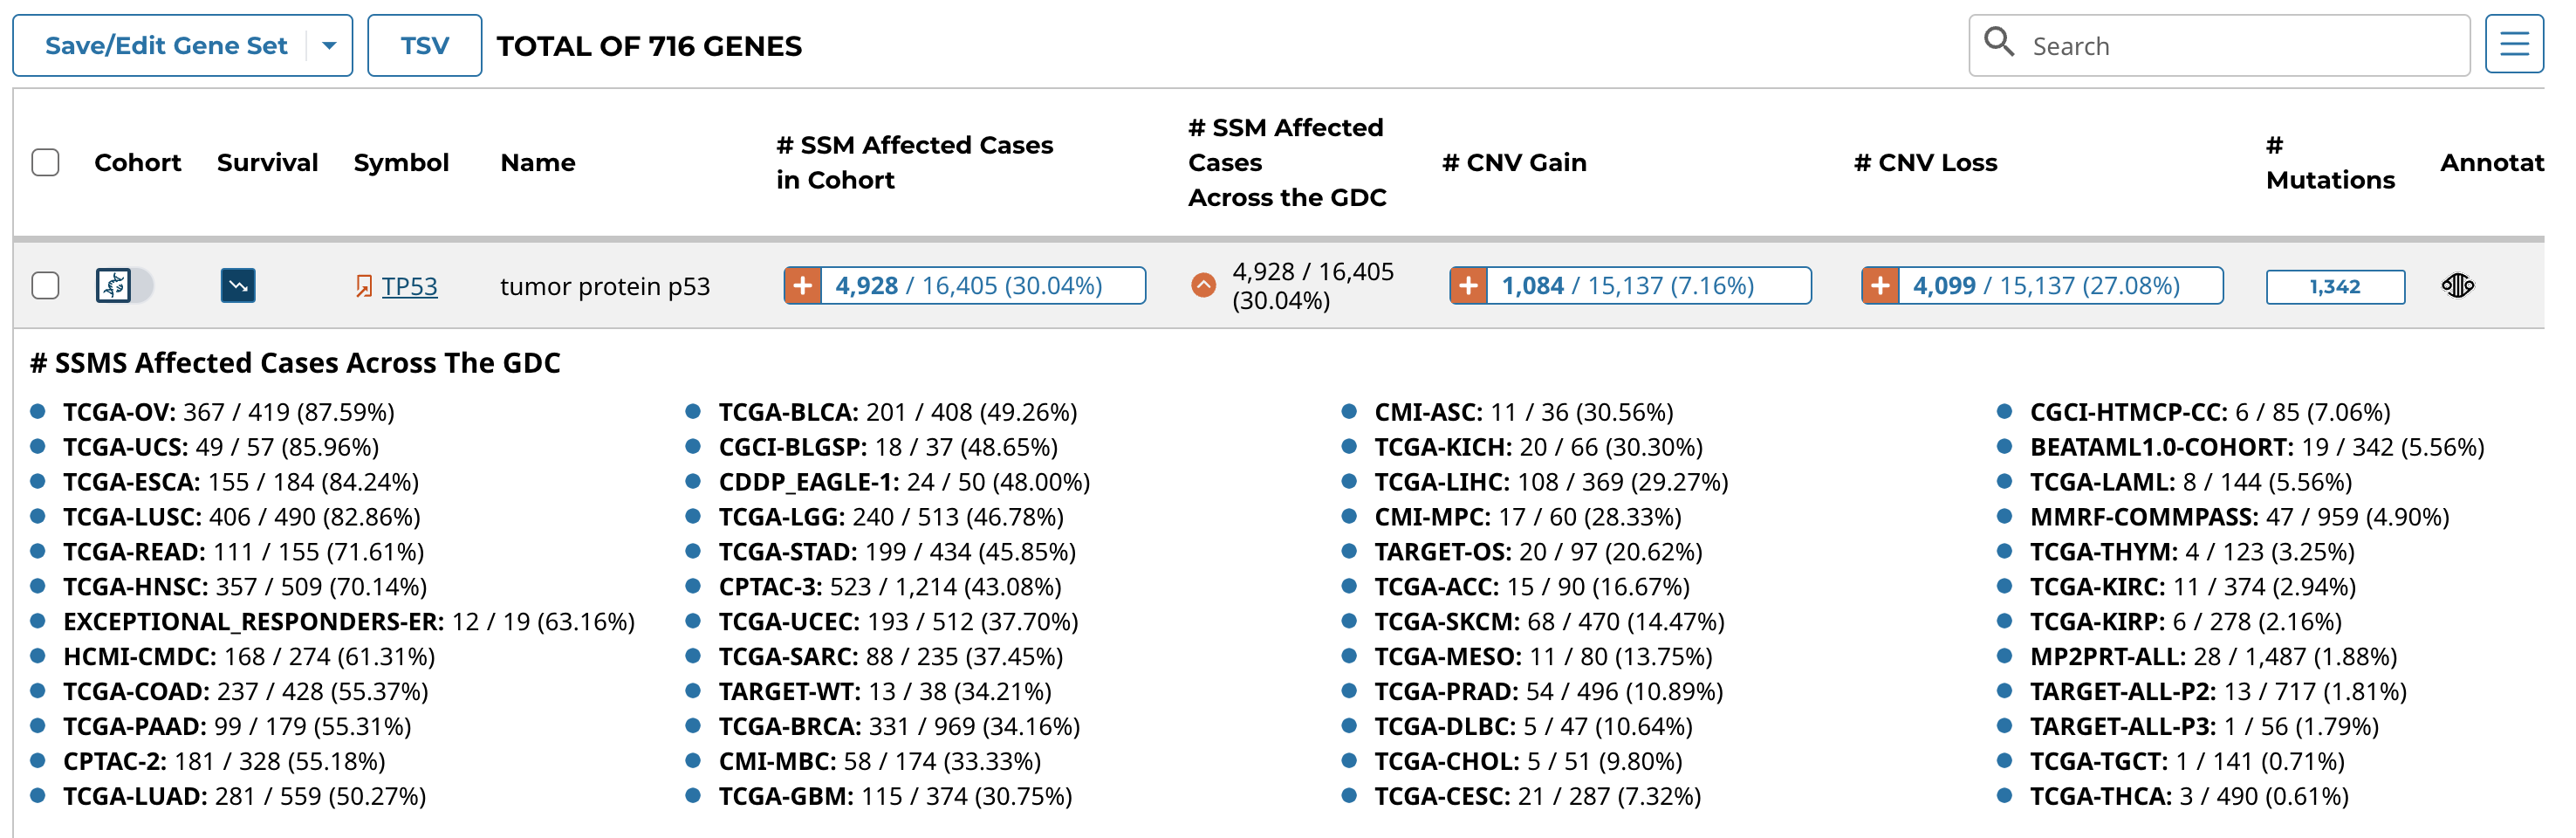 Save/Edit Gene Set
TSV
TOTAL OF 716 GENES
Search
Cohort
Survival
Symbol
Name
# SSM Affected Cases
in Cohort
# SSM Affected
Cases
Across the GDC
# CNV Gain
# CNV Loss
#
Mutations
Annotat
TP53
tumor protein p53
4,928 / 16,405 (30.04%)
4,928 / 16,405
(30.04%)
1,084 / 15,137 (7.16%)
4,099 / 15,137 (27.08%)
1,342
# SSMS Affected Cases Across The GDC
TCGA-OV: 367 / 419 (87.59%)
TCGA-UCS: 49 / 57 (85.96%)
TCGA-ESCA: 155 / 184 (84.24%)
TCGA-LUSC: 406 / 490 (82.86%)
TCGA-READ: 111 / 155 (71.61%)
TCGA-HNSC: 357 / 509 (70.14%)
EXCEPTIONAL_RESPONDERS-ER: 12 / 19 (63.16%)
HCMI-CMDC: 168 / 274 (61.31%)
TCGA-COAD: 237 / 428 (55.37%)
TCGA-PAAD: 99 / 179 (55.31%)
CPTAC-2: 181 / 328 (55.18%)
TCGA-LUAD: 281 / 559 (50.27%)
TCGA-BLCA: 201 / 408 (49.26%)
CGCI-BLGSP: 18 / 37 (48.65%)
CDDP_EAGLE-1: 24 / 50 (48.00%)
TCGA-LGG: 240 / 513 (46.78%)
TCGA-STAD: 199 / 434 (45.85%)
CPTAC-3: 523 / 1,214 (43.08%)
TCGA-UCEC: 193 / 512 (37.70%)
TCGA-SARC: 88 / 235 (37.45%)
TARGET-WT: 13 / 38 (34.21%)
TCGA-BRCA: 331 / 969 (34.16%)
CMI-MBC: 58 / 174 (33.33%)
TCGA-GBM: 115 / 374 (30.75%)
CMI-ASC: 11 / 36 (30.56%)
TCGA-KICH: 20 / 66 (30.30%)
TCGA-LIHC: 108 / 369 (29.27%)
CMI-MPC: 17 / 60 (28.33%)
TARGET-OS: 20 / 97 (20.62%)
TCGA-ACC: 15 / 90 (16.67%)
TCGA-SKCM: 68 / 470 (14.47%)
TCGA-MESO: 11 / 80 (13.75%)
TCGA-PRAD: 54 / 496 (10.89%)
TCGA-DLBC: 5 / 47 (10.64%)
TCGA-CHOL: 5 / 51 (9.80%)
TCGA-CESC: 21 / 287 (7.32%)
CGCI-HTMCP-CC: 6 / 85 (7.06%)
BEATAML1.0-COHORT: 19 / 342 (5.56%)
TCGA-LAML: 8 / 144 (5.56%)
MMRF-COMMPASS: 47 / 959 (4.90%)
TCGA-THYM: 4 / 123 (3.25%)
TCGA-KIRC: 11 / 374 (2.94%)
TCGA-KIRP: 6 / 278 (2.16%)
MP2PRT-ALL: 28 / 1,487 (1.88%)
TARGET-ALL-P2: 13 / 717 (1.81%)
TARGET-ALL-P3: 1 / 56 (1.79%)
TCGA-TGCT: 1 / 141 (0.71%)
TCGA-THCA: 3 / 490 (0.61%)